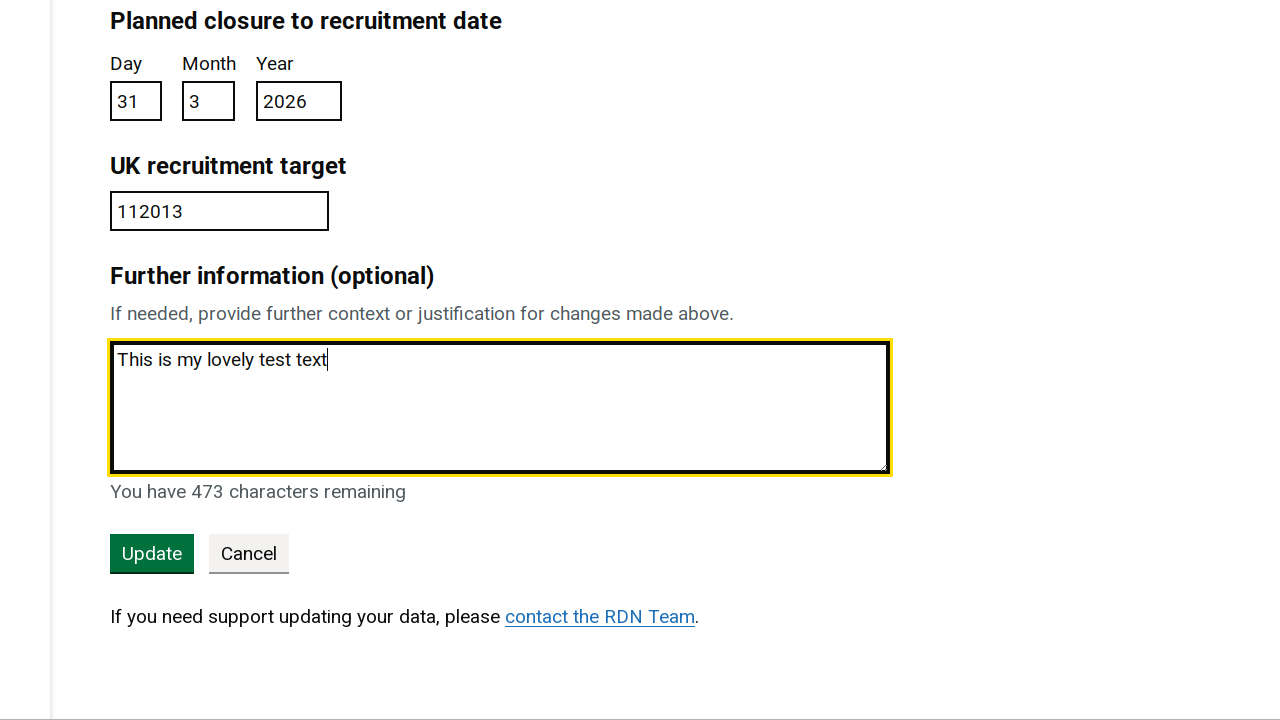 Planned closure to recruitment date
Day Month Year
31 3 2026
UK recruitment target
112013
Further information (optional)
If needed, provide further context or justification for changes made above.
This is my lovely test text
You have 473 characters remaining
Update Cancel
If you need support updating your data, please contact the RDN Team.